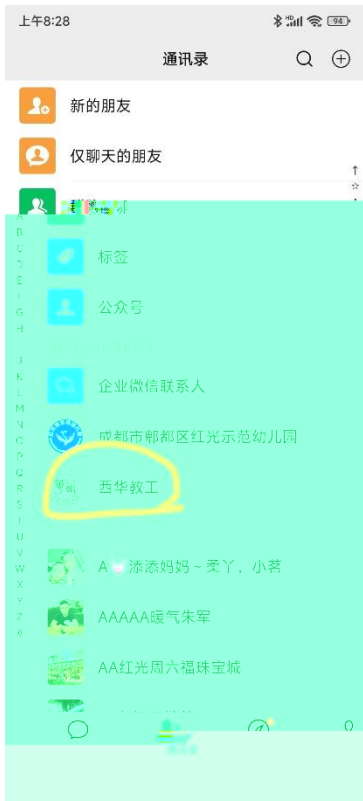 上午8:28
94
通讯录
新的朋友
仅聊天的朋友
标签
公众号
企业微信联系人
成都市郫都区红光示范幼儿园
西华教工
A 添添妈妈~柔丫，小茗
AAAAA暖气朱军
AA红光周六福珠宝城